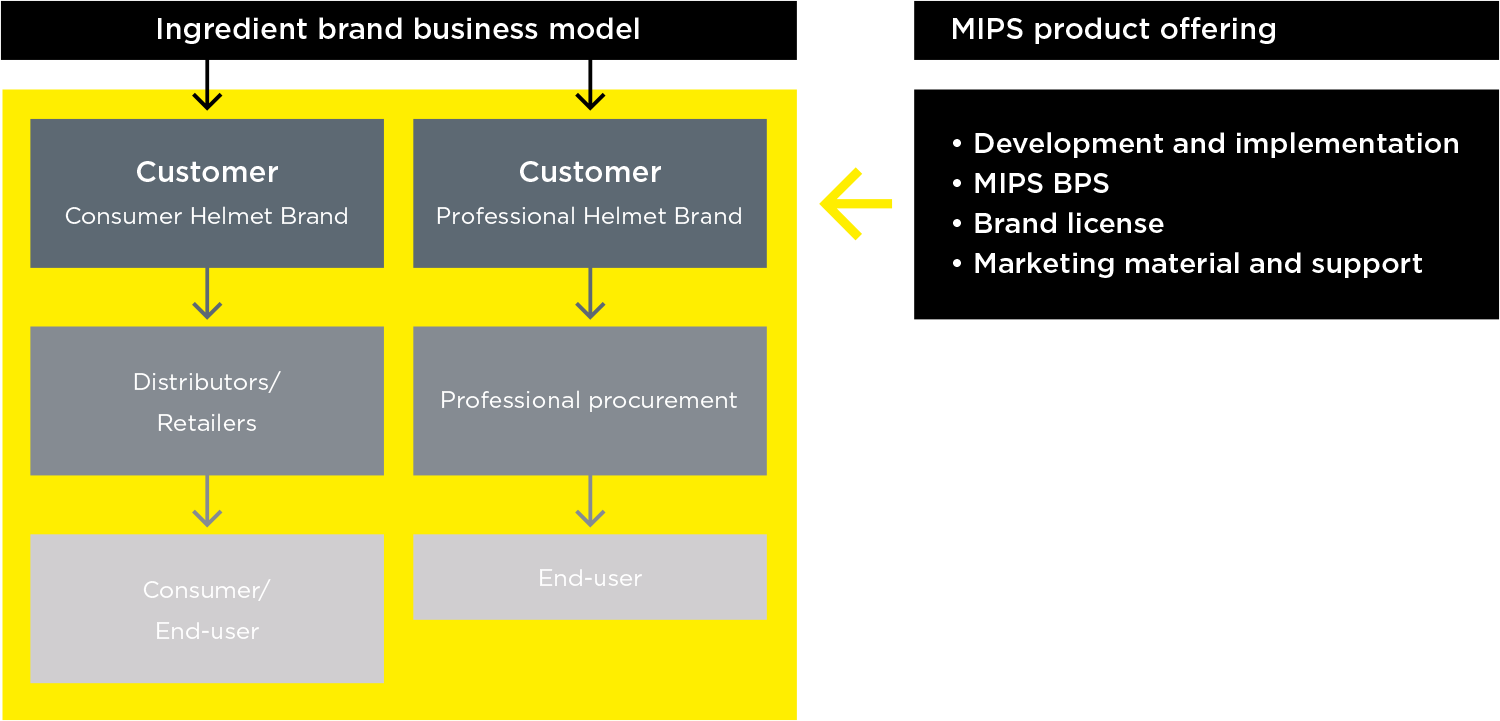 Ingredient brand business model
Customer
Consumer Helmet Brand
Distributors/
Retailers
Consumer/
End-user
Customer
Professional Helmet Brand
Professional procurement
End-user
MIPS product offering
• Development and implementation
• MIPS BPS
• Brand license
• Marketing material and support